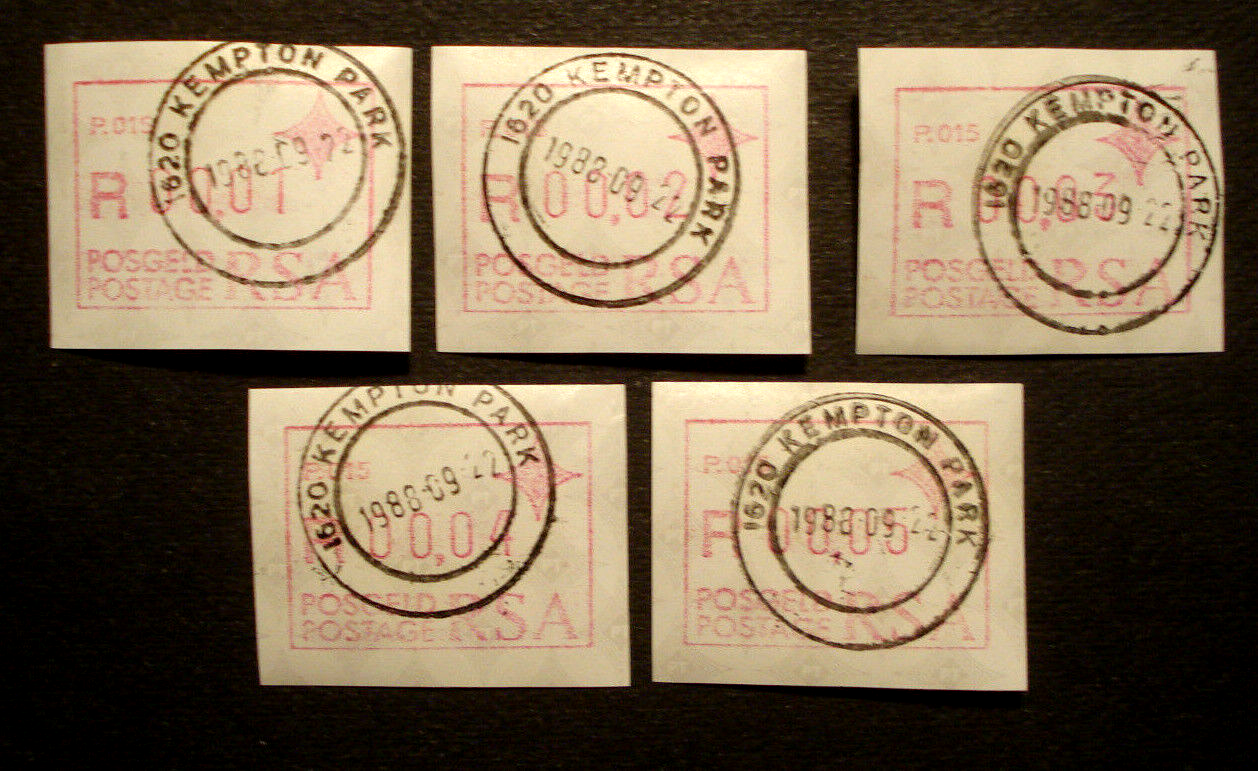 1620 KEMPTON PARK
P.015
1988-09-22
R 00,01
POSGELD
POSTAGE RSA
1620 KEMPTON PARK
1988-09-22
R 00,02
POSGELD
POSTAGE RSA
1620 KEMPTON PARK
P.015
1988-09-22
R 00,03
POSGELD
POSTAGE RSA
1620 KEMPTON PARK
P.015
1988-09-22
00,04
POSGELD
POSTAGE RSA
1620 KEMPTON PARK
1988-09-22
R 00,05
POSGELD
POSTAGE RSA